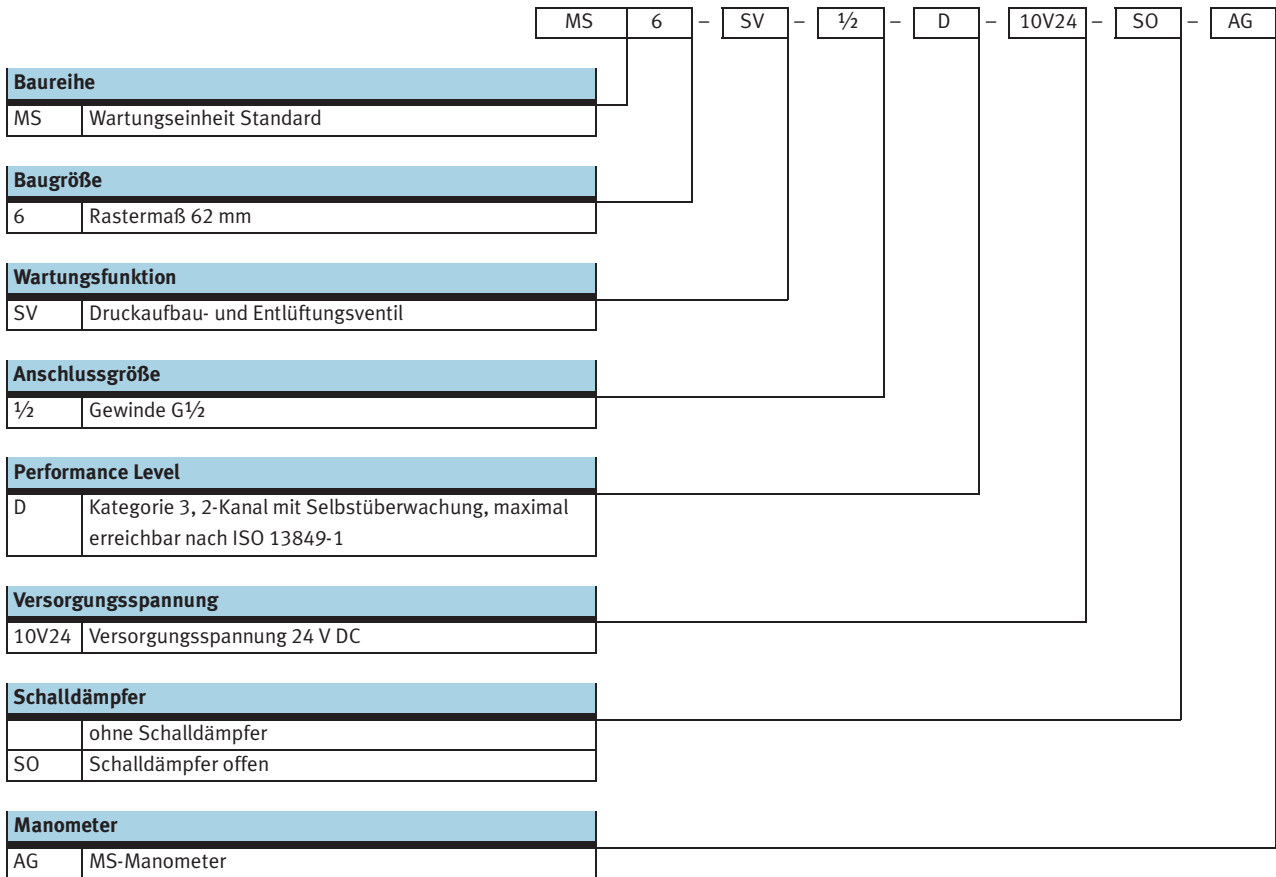 MS 6 – SV – ½ – D – 10V24 – SO – AG
Baureihe
MS Wartungseinheit Standard
Baugröße
6 Rastermaß 62 mm
Wartungsfunktion
SV Druckaufbau- und Entlüftungsventil
Anschlussgröße
½ Gewinde G½
Performance Level
D Kategorie 3, 2-Kanal mit Selbstüberwachung, maximal
erreichbar nach ISO 13849-1
Versorgungsspannung
10V24 Versorgungsspannung 24 V DC
Schalldämpfer
ohne Schalldämpfer
SO Schalldämpfer offen
Manometer
AG MS-Manometer